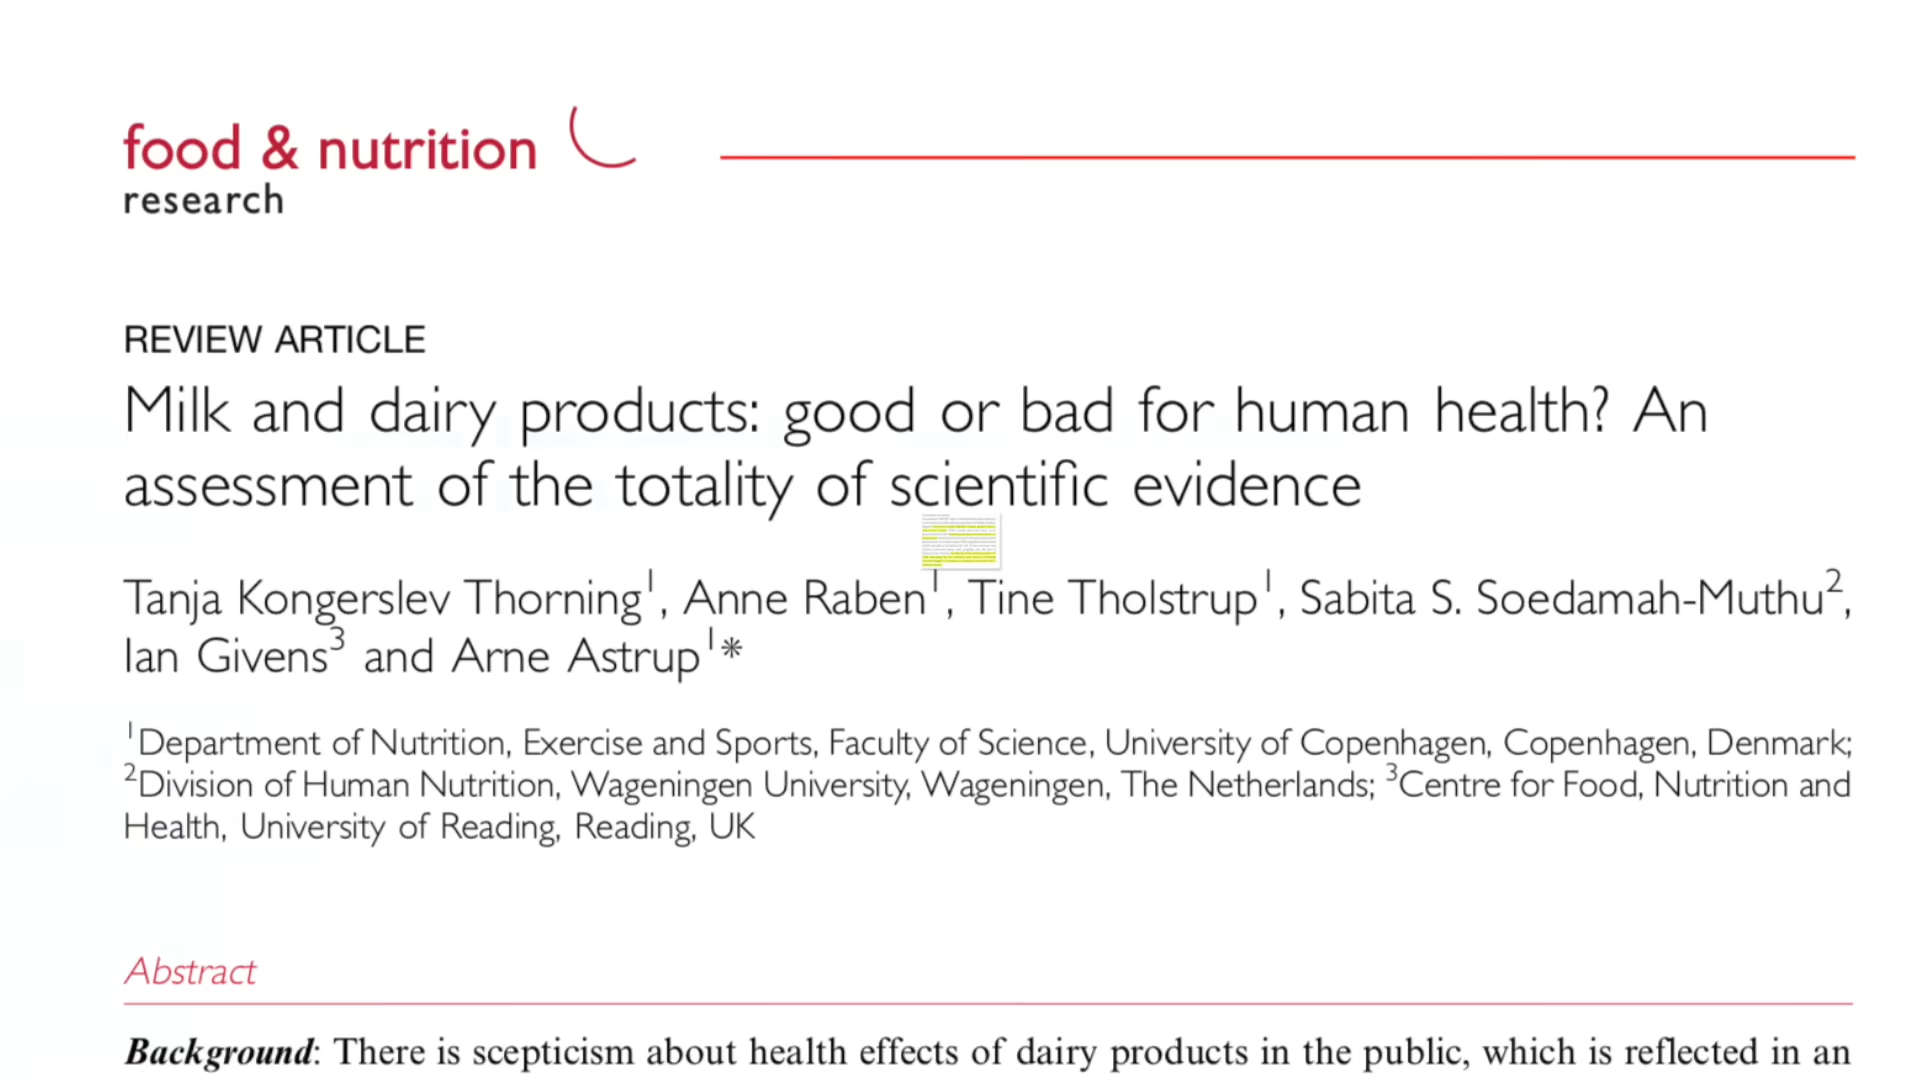 food & nutrition
research
REVIEW ARTICLE
Milk and dairy products: good or bad for human health? An
assessment of the totality of scientific evidence
Tanja Kongerslev Thorning¹, Anne Raben¹, Tine Tholstrup¹, Sabita S. Soedamah-Muthu²,
Ian Givens³ and Arne Astrup¹*
¹Department of Nutrition, Exercise and Sports, Faculty of Science, University of Copenhagen, Copenhagen, Denmark;
²Division of Human Nutrition, Wageningen University, Wageningen, The Netherlands; ³Centre for Food, Nutrition and
Health, University of Reading, Reading, UK
Abstract
Background: There is scepticism about health effects of dairy products in the public, which is reflected in an